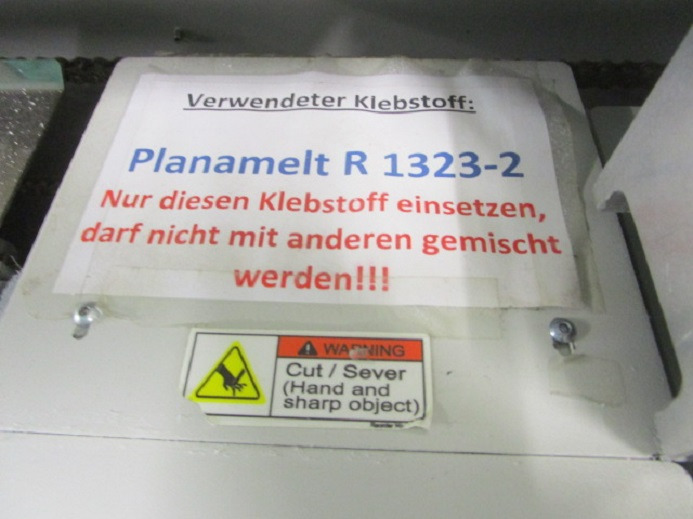 Verwendeter Klebstoff:
Planamelt R 1323-2
Nur diesen Klebstoff einsetzen,
darf nicht mit anderen gemischt
werden!!!
WARNING
Cut / Sever
(Hand and
sharp object)